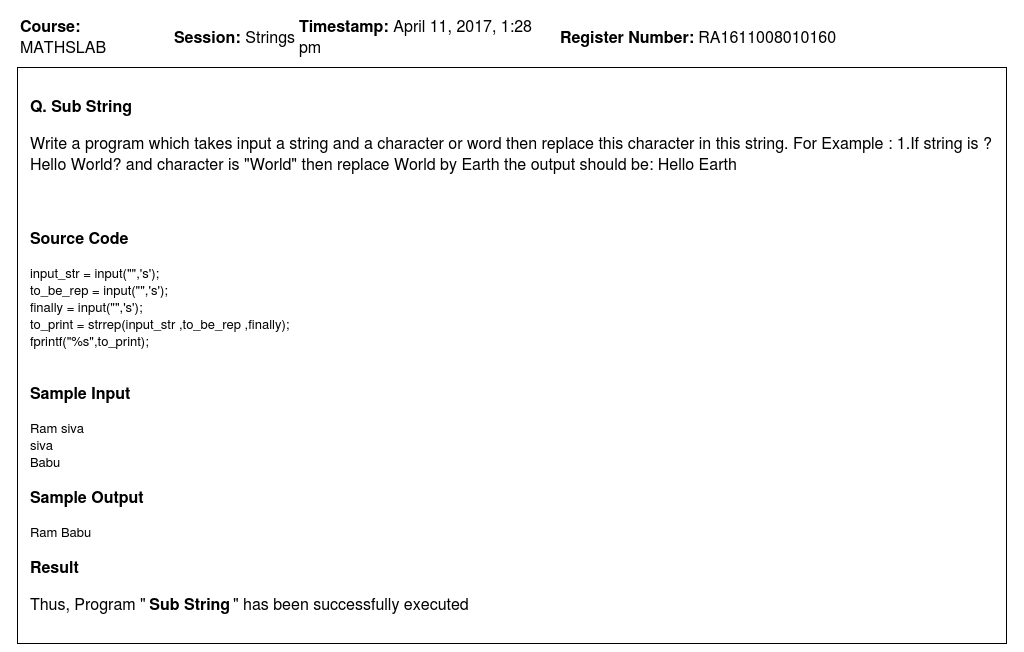 Course: MATHSLAB
Session: Strings
Timestamp: April 11, 2017, 1:28 pm
Register Number: RA1611008010160
Q. Sub String
Write a program which takes input a string and a character or word then replace this character in this string. For Example : 1.If string is ?
Hello World? and character is "World" then replace World by Earth the output should be: Hello Earth
Source Code
input_str = input("",'s');
to_be_rep = input("",'s');
finally = input("",'s');
to_print = strrep(input_str ,to_be_rep ,finally);
fprintf("%s",to_print);
Sample Input
Ram siva
siva
Babu
Sample Output
Ram Babu
Result
Thus, Program " Sub String " has been successfully executed